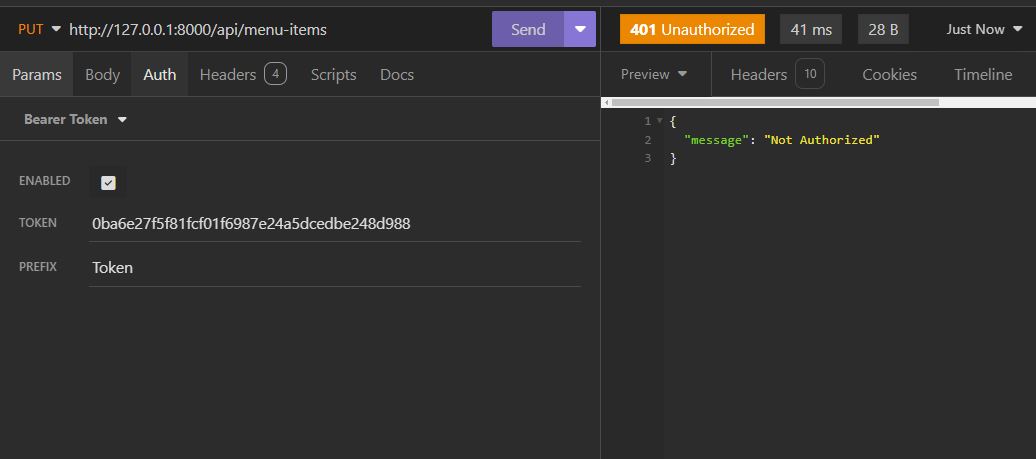 PUT http://127.0.0.1:8000/api/menu-items Send 401 Unauthorized 41 ms 28 B Just Now
Params Body Auth Headers 4 Scripts Docs Preview Headers 10 Cookies Timeline
Bearer Token
ENABLED
TOKEN 0ba6e27f5f81fcf01f6987e24a5dcedbe248d988
PREFIX Token
1 {
2 "message": "Not Authorized"
3 }